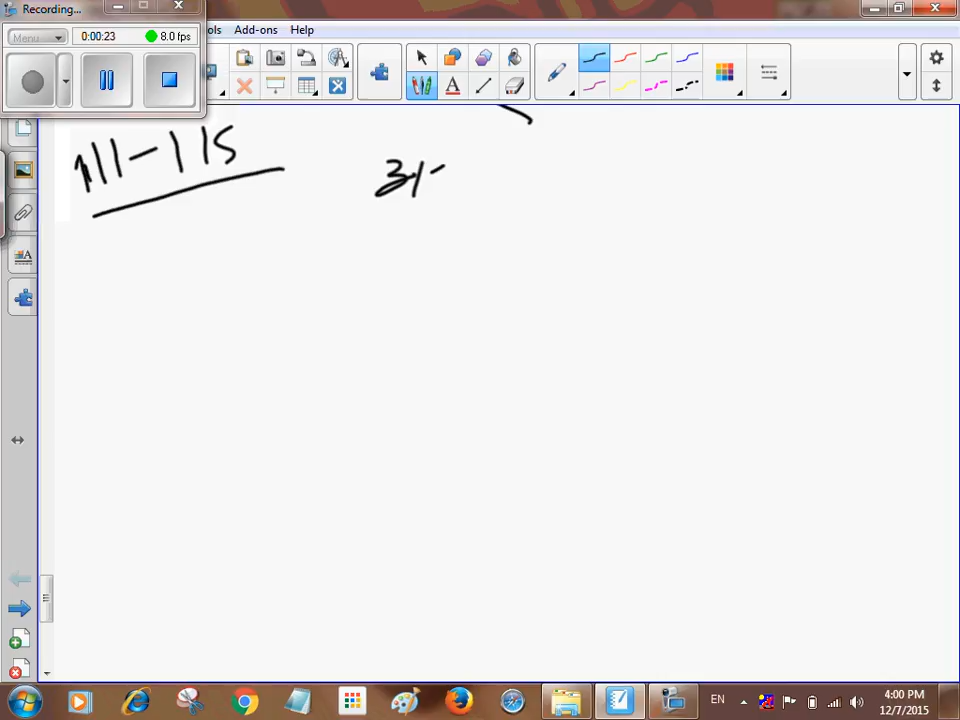 Recording...
Menu 0:00:23 8.0 fps
ols Add-ons Help
111-115
EN 4:00 PM
12/7/2015